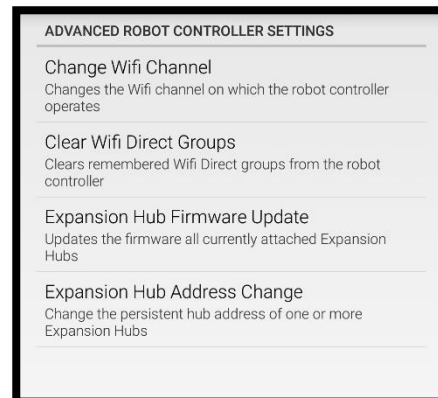 ADVANCED ROBOT CONTROLLER SETTINGS
Change Wifi Channel
Changes the Wifi channel on which the robot controller
operates
Clear Wifi Direct Groups
Clears remembered Wifi Direct groups from the robot
controller
Expansion Hub Firmware Update
Updates the firmware all currently attached Expansion
Hubs
Expansion Hub Address Change
Change the persistent hub address of one or more
Expansion Hubs